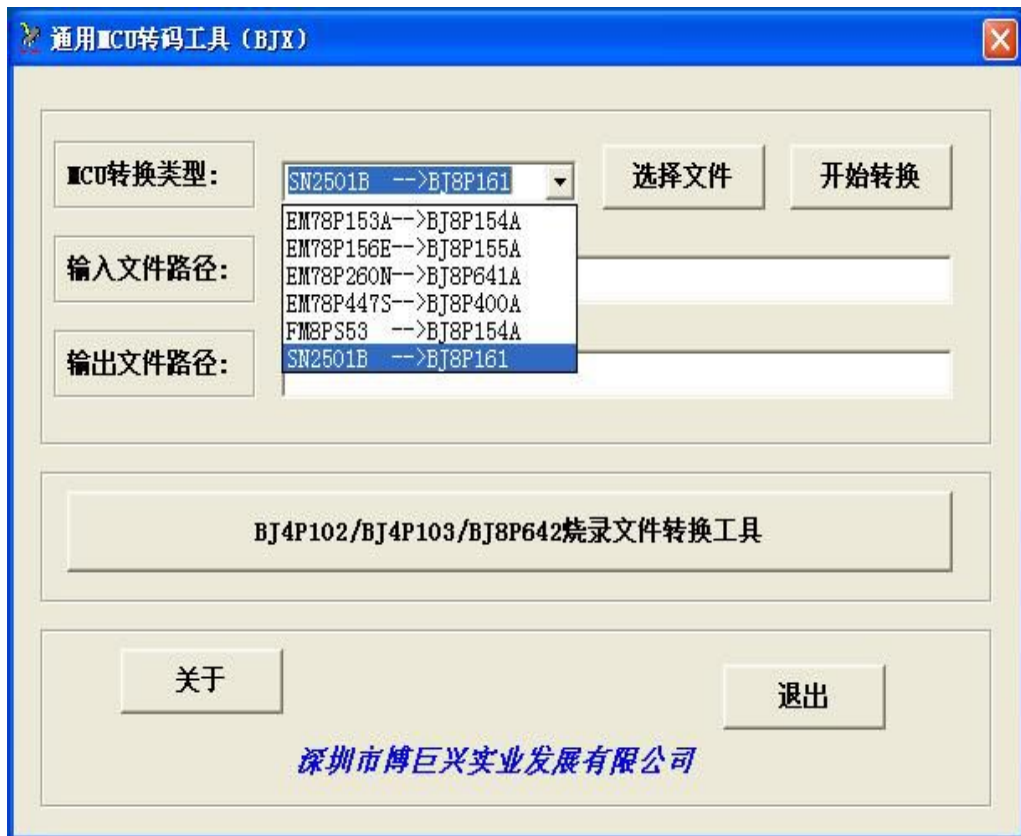 通用MCU转码工具（BJX）
MCU转换类型:
SN2501B  -->BJ8P161
选择文件
开始转换
EM78P153A-->BJ8P154A
EM78P156E-->BJ8P155A
EM78P260N-->BJ8P641A
EM78P447S-->BJ8P400A
FM8PS53  -->BJ8P154A
SN2501B  -->BJ8P161
输入文件路径:
输出文件路径:
BJ4P102/BJ4P103/BJ8P642烧录文件转换工具
关于
退出
深圳市博巨兴实业发展有限公司